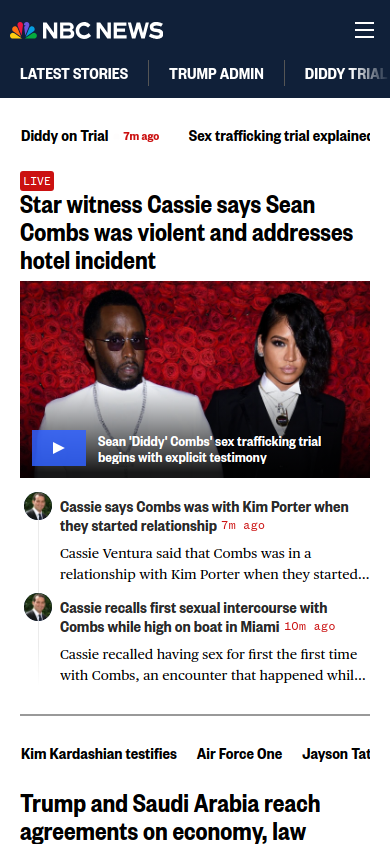 NBC NEWS
LATEST STORIES
TRUMP ADMIN
DIDDY TRIAL
Diddy on Trial 7m ago
Sex trafficking trial explained
LIVE
Star witness Cassie says Sean
Combs was violent and addresses
hotel incident
Sean 'Diddy' Combs' sex trafficking trial
begins with explicit testimony
Cassie says Combs was with Kim Porter when
they started relationship 7m ago
Cassie Ventura said that Combs was in a
relationship with Kim Porter when they started...
Cassie recalls first sexual intercourse with
Combs while high on boat in Miami 10m ago
Cassie recalled having sex for first the first time
with Combs, an encounter that happened whil...
Kim Kardashian testifies
Air Force One
Jayson Tat
Trump and Saudi Arabia reach
agreements on economy, law